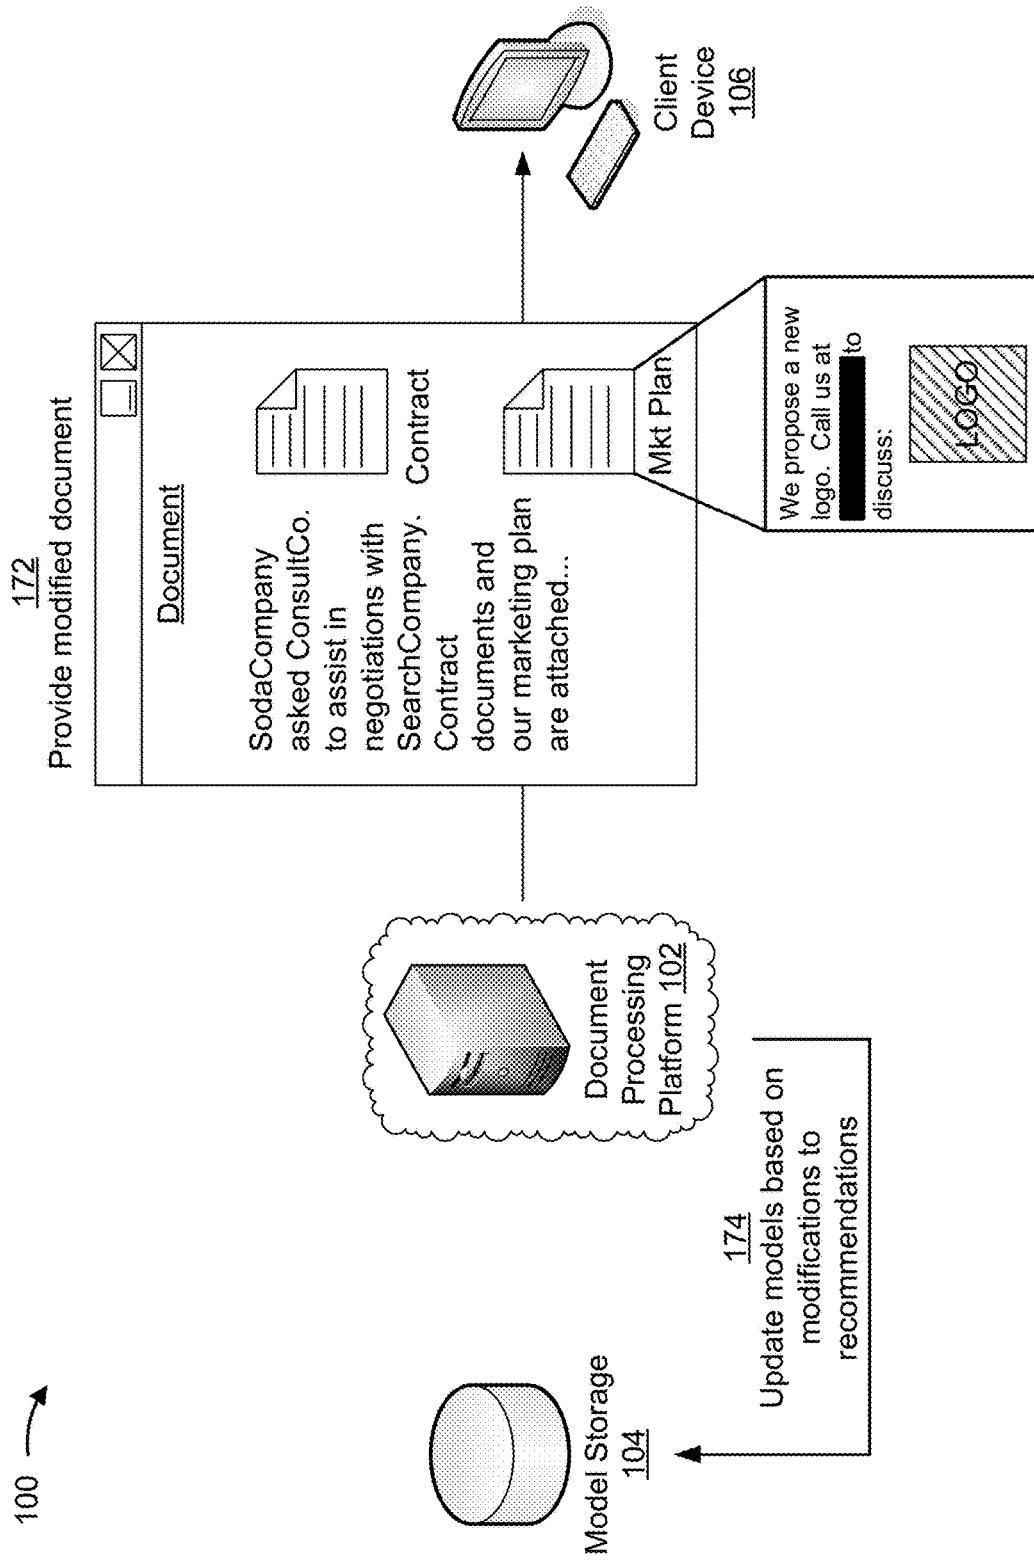 100
172
Provide modified document
Document
SodaCompany
asked ConsultCo.
to assist in
negotiations with
SearchCompany.
Contract
documents and
our marketing plan
are attached...
Contract
Mkt Plan
We propose a new
logo. Call us at
to
discuss:
LOGO
Client
Device
106
Document
Processing
Platform 102
174
Update models based on
modifications to
recommendations
Model Storage
104